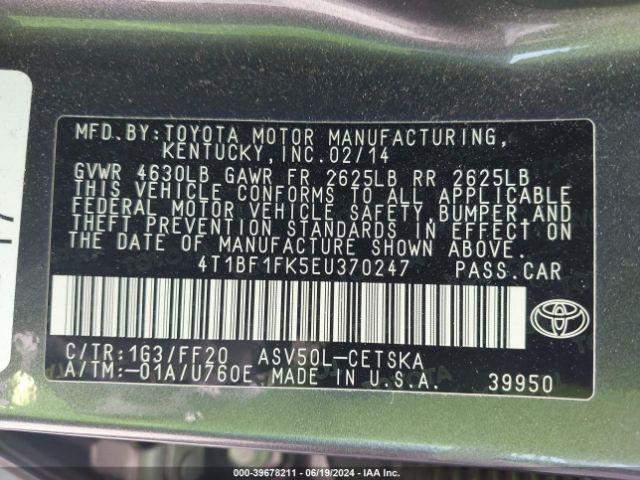 MFD.BY:TOYOTA MOTOR MANUFACTURING,
KENTUCKY,INC.02/14
GVWR 4630LB GAWR FR 2625LB RR 2625LB
THIS VEHICLE CONFORMS TO ALL APPLICABLE
FEDERAL MOTOR VEHICLE SAFETY,BUMPER,AND
THEFT PREVENTION STANDARDS IN EFFECT ON
THE DATE OF MANUFACTURE SHOWN ABOVE.
4T1BF1FK5EU370247 PASS.CAR
C/TR:1G3/FF20 ASV50L-CETSKA
A/TM:-01A/U760E MADE IN U.S.A. 39950
000-39678211 - 06/19/2024 - IAA Inc.